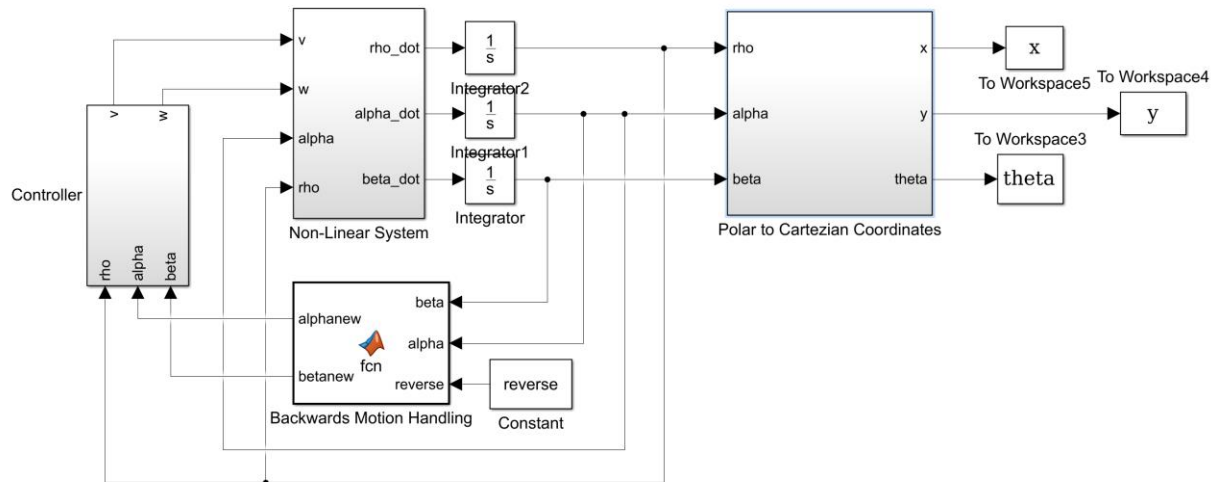 v
w
Controller
rho
alpha
beta
v
w
alpha
rho
rho_dot
alpha_dot
beta_dot
Non-Linear System
1
s
Integrator2
1
s
Integrator1
1
s
Integrator
rho
alpha
beta
x
y
theta
Polar to Cartezian Coordinates
x
To Workspace5
To Workspace4
y
To Workspace3
theta
alphanew
betanew
fcn
beta
alpha
reverse
Backwards Motion Handling
reverse
Constant